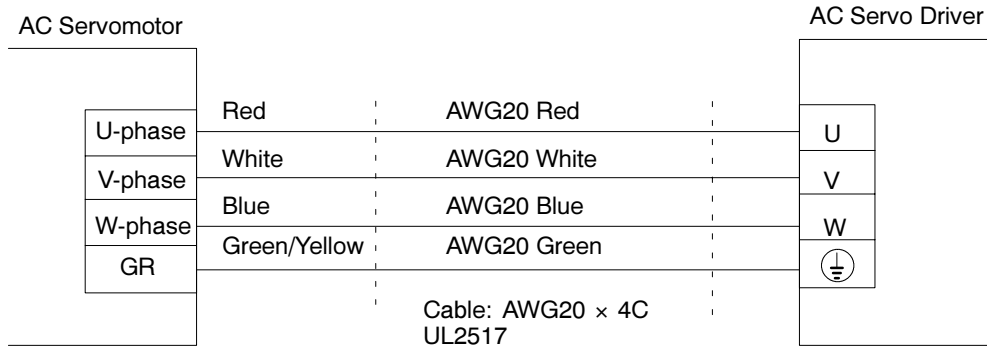 AC Servomotor
AC Servo Driver
U-phase
Red
AWG20 Red
U
V-phase
White
AWG20 White
V
W-phase
Blue
AWG20 Blue
W
GR
Green/Yellow
AWG20 Green
Cable: AWG20 × 4C
UL2517